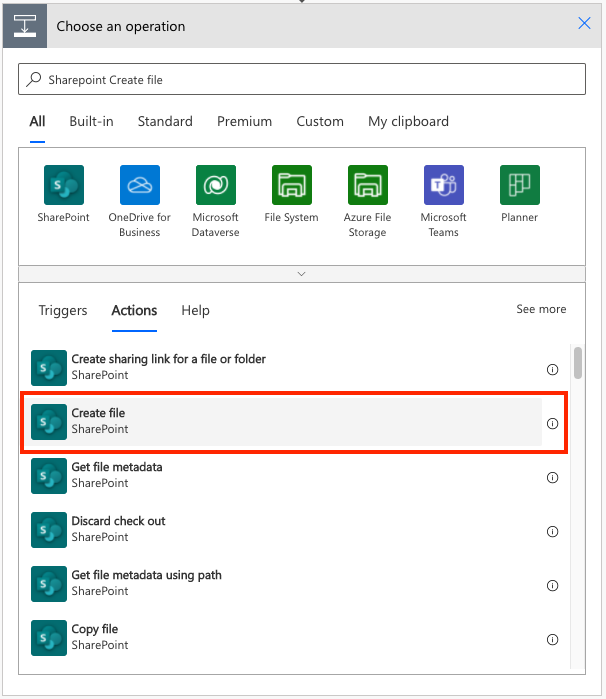 Choose an operation
Sharepoint Create file
All Built-in Standard Premium Custom My clipboard
SharePoint OneDrive for Business Microsoft Dataverse File System Azure File Storage Microsoft Teams Planner
Triggers Actions Help See more
Create sharing link for a file or folder
SharePoint
Create file
SharePoint
Get file metadata
SharePoint
Discard check out
SharePoint
Get file metadata using path
SharePoint
Copy file
SharePoint